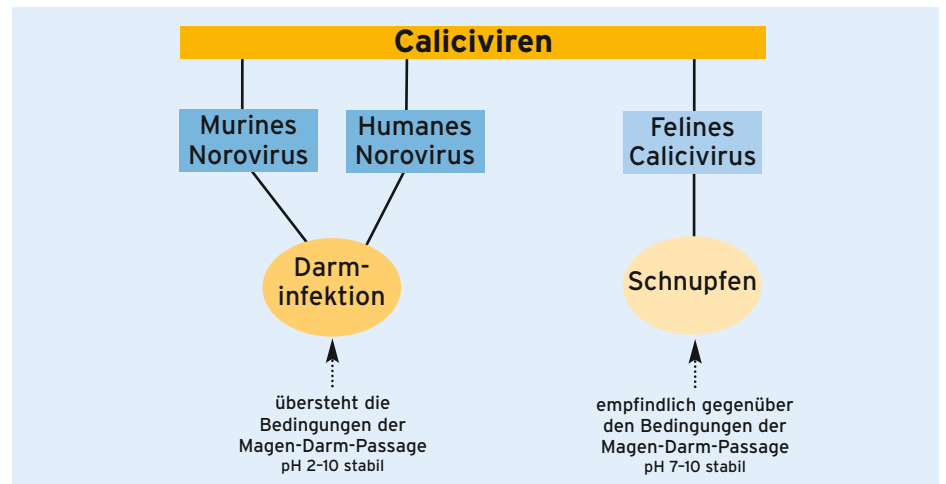 Caliciviren
Murines
Norovirus
Humanes
Norovirus
Felines
Calicivirus
Darm-
infektion
Schnupfen
übersteht die
Bedingungen der
Magen-Darm-Passage
pH 2–10 stabil
empfindlich gegenüber
den Bedingungen der
Magen-Darm-Passage
pH 7–10 stabil